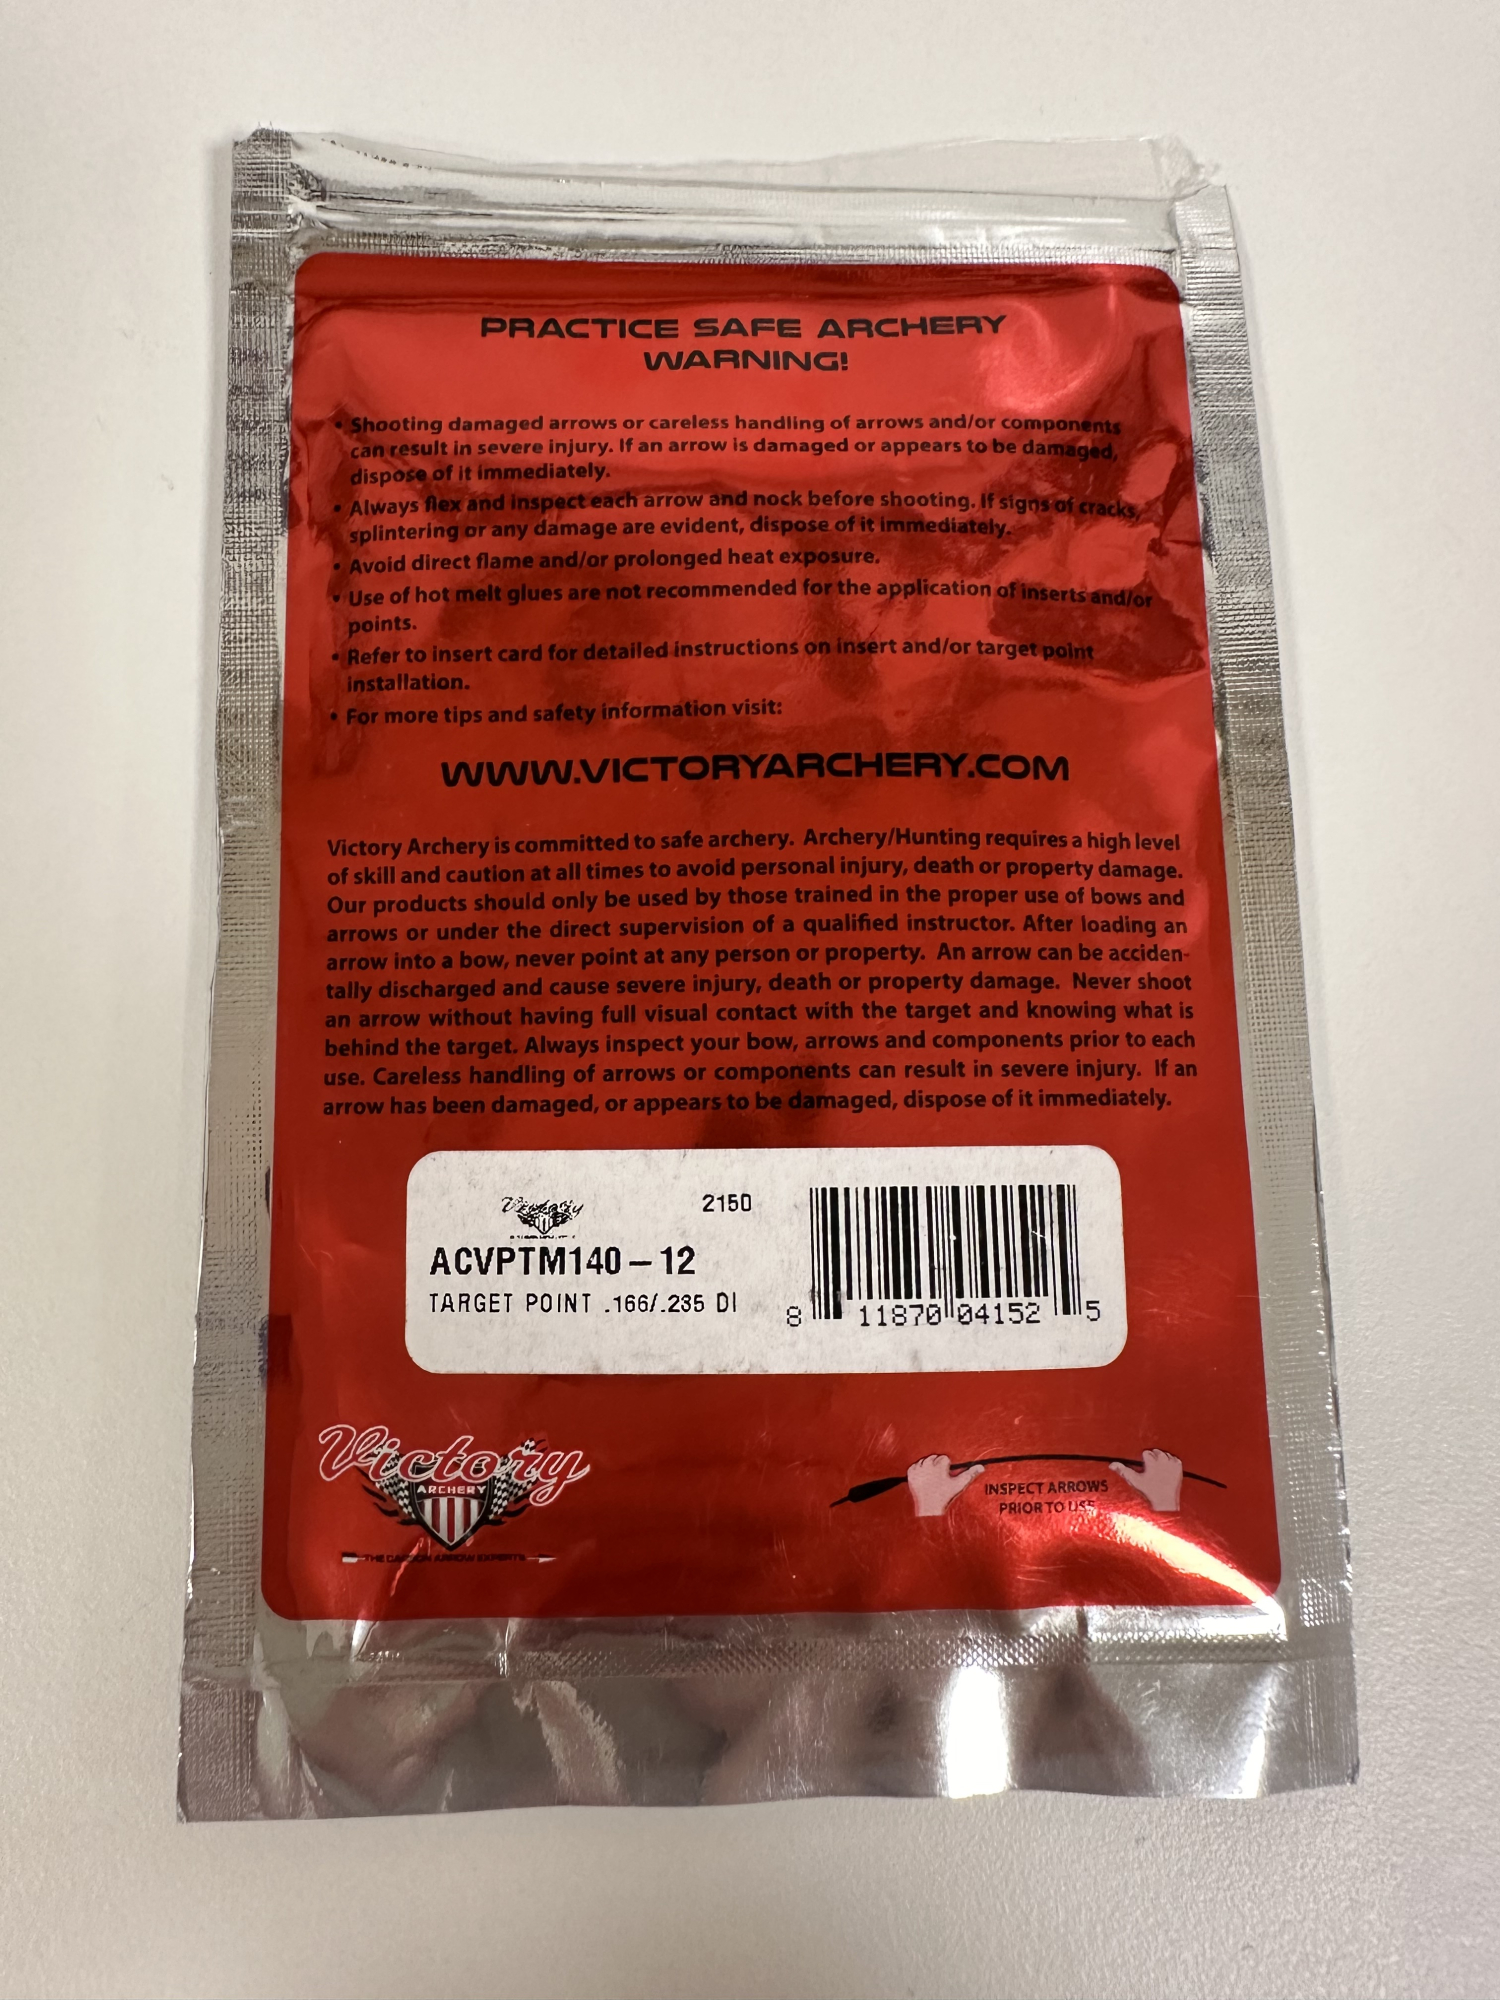 PRACTICE SAFE ARCHERY
WARNING!
• Shooting damaged arrows or careless handling of arrows and/or components
can result in severe injury. If an arrow is damaged or appears to be damaged,
dispose of it immediately.
• Always flex and inspect each arrow and nock before shooting. If signs of cracks,
splintering or any damage are evident, dispose of it immediately.
• Avoid direct flame and/or prolonged heat exposure.
• Use of hot melt glues are not recommended for the application of inserts and/or
points.
• Refer to insert card for detailed instructions on insert and/or target point
installation.
• For more tips and safety information visit:
WWW.VICTORYARCHERY.COM
Victory Archery is committed to safe archery. Archery/Hunting requires a high level
of skill and caution at all times to avoid personal injury, death or property damage.
Our products should only be used by those trained in the proper use of bows and
arrows or under the direct supervision of a qualified instructor. After loading an
arrow into a bow, never point at any person or property. An arrow can be acciden-
tally discharged and cause severe injury, death or property damage. Never shoot
an arrow without having full visual contact with the target and knowing what is
behind the target. Always inspect your bow, arrows and components prior to each
use. Careless handling of arrows or components can result in severe injury. If an
arrow has been damaged, or appears to be damaged, dispose of it immediately.
Victory 2150
ACVPTM140-12
TARGET POINT .166/.235 DI
8 11870 04152 5
Victory
ARCHERY
THE CARBON ARROW EXPERTS
INSPECT ARROWS
PRIOR TO USE